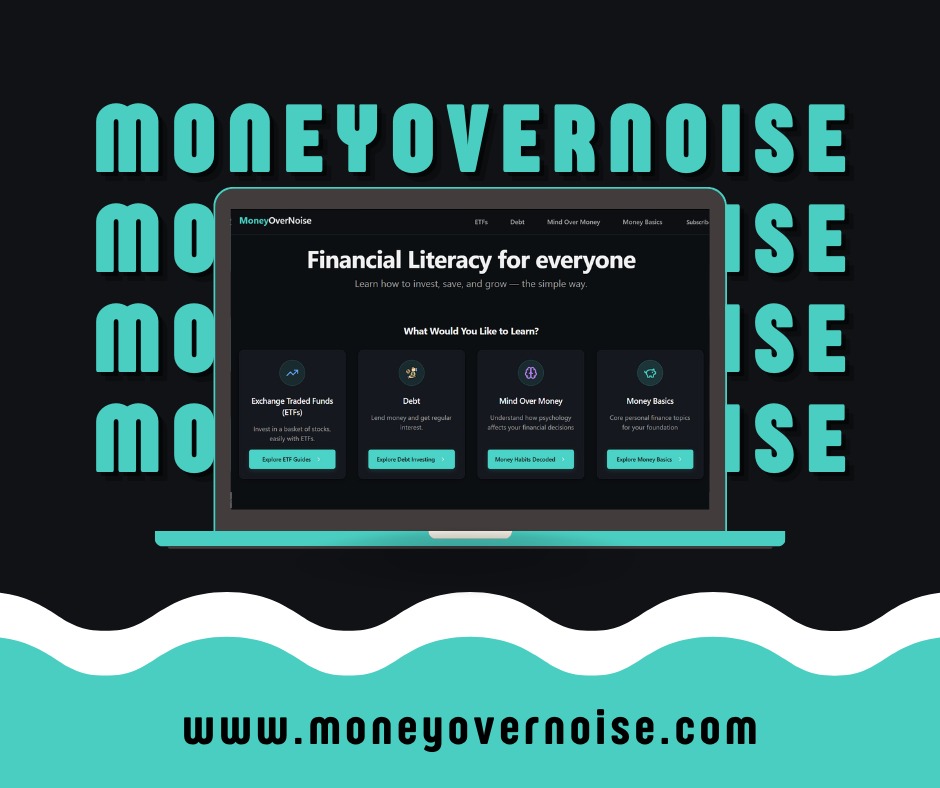 MONEYOVERNOISE
MO ISE
MO ISE
MO ISE
MoneyOverNoise
ETFs Debt Mind Over Money Money Basics Subscrib
Financial Literacy for everyone
Learn how to invest, save, and grow — the simple way.
What Would You Like to Learn?
Exchange Traded Funds
(ETFs)
Invest in a basket of stocks,
easily with ETFs.
Explore ETF Guides
Debt
Lend money and get regular
interest.
Explore Debt Investing
Mind Over Money
Understand how psychology
affects your financial decisions
Money Habits Decoded
Money Basics
Core personal finance topics
for your foundation
Explore Money Basics
www.moneyovernoise.com